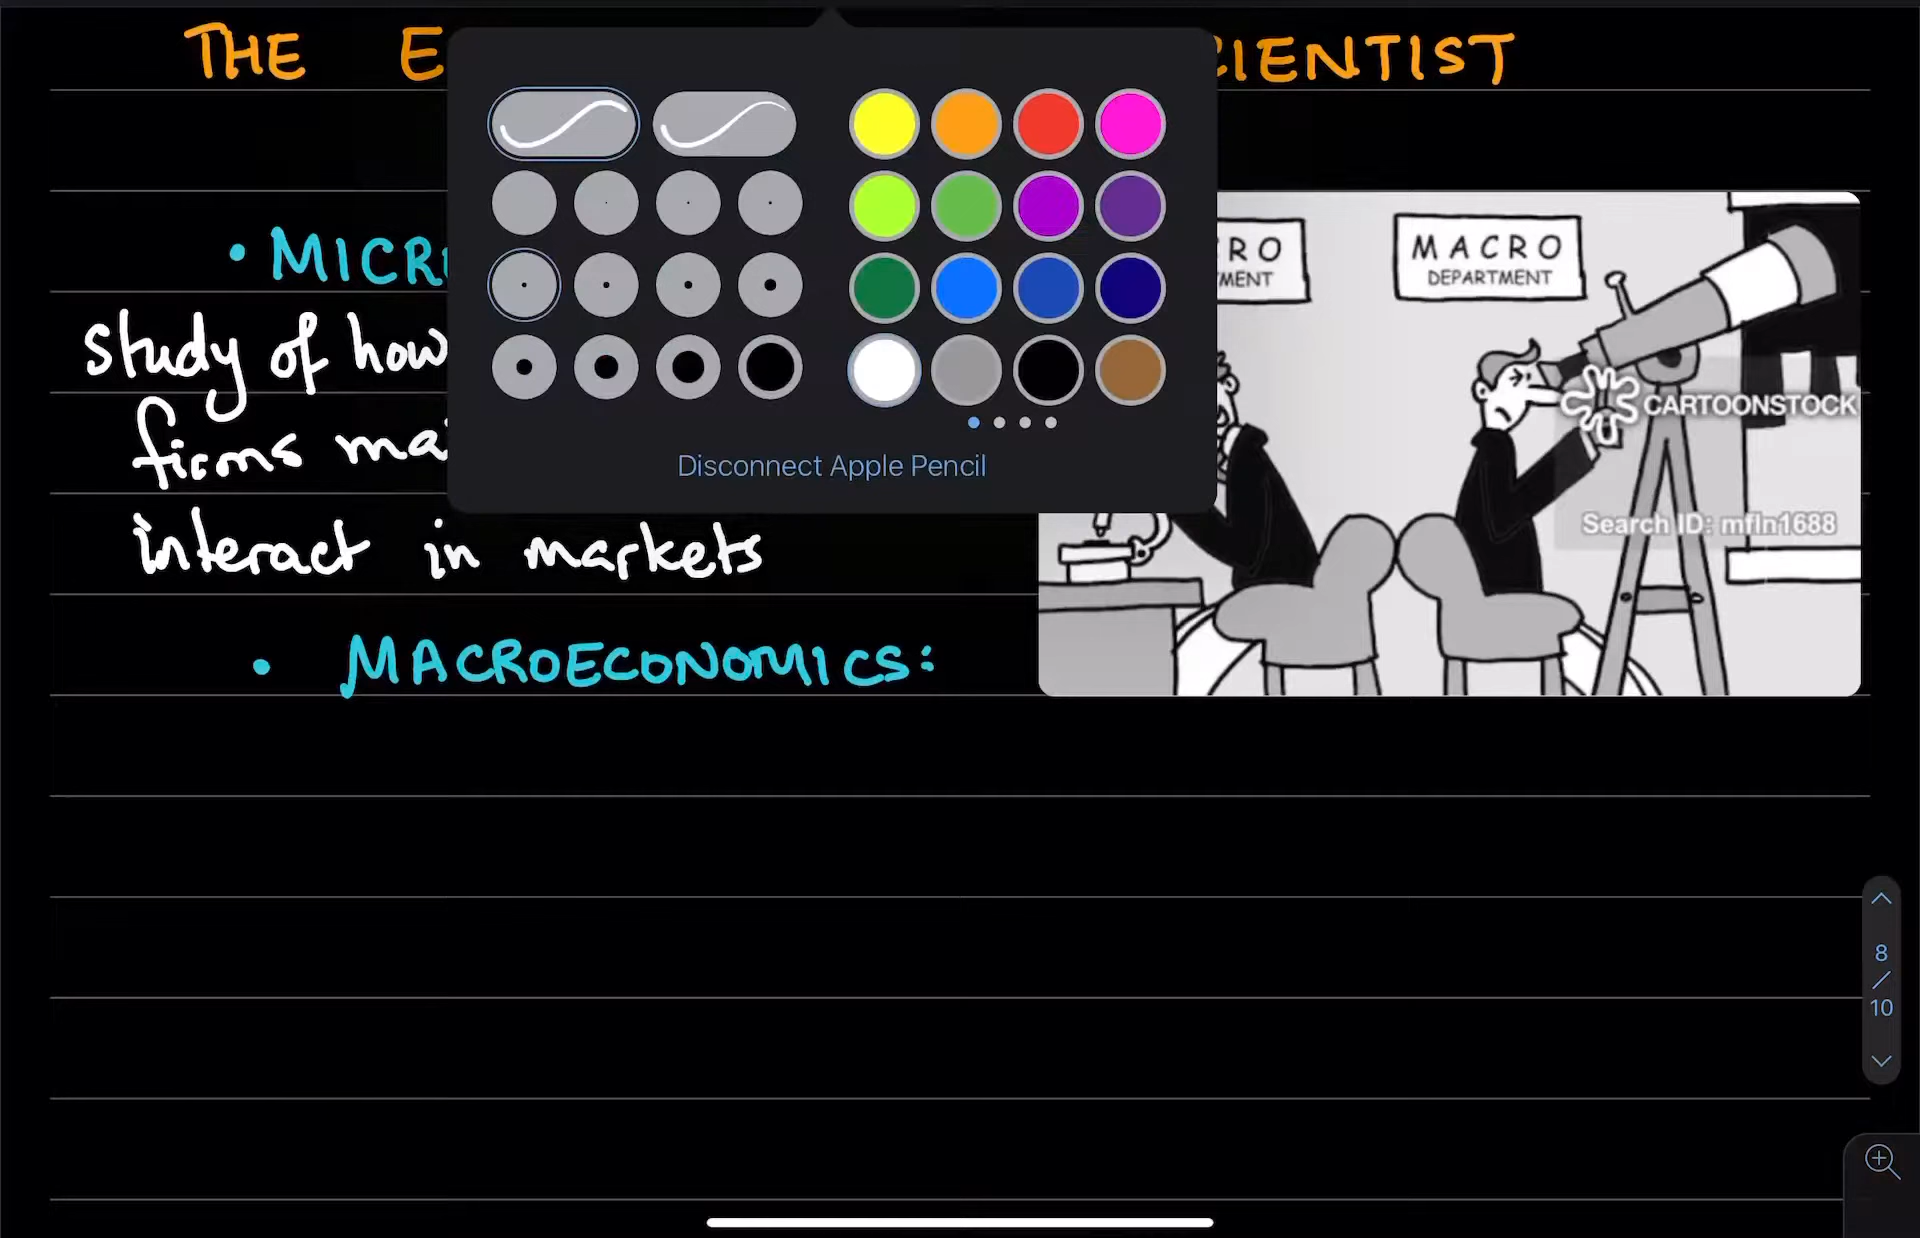 THE E
CIENTIST
• MICR
study of how
firms ma
interact in markets
• MACROECONOMICS:
Disconnect Apple Pencil
RO
MENT
MACRO
DEPARTMENT
CARTOONSTOCK
Search ID: mfln1688
8
/
10